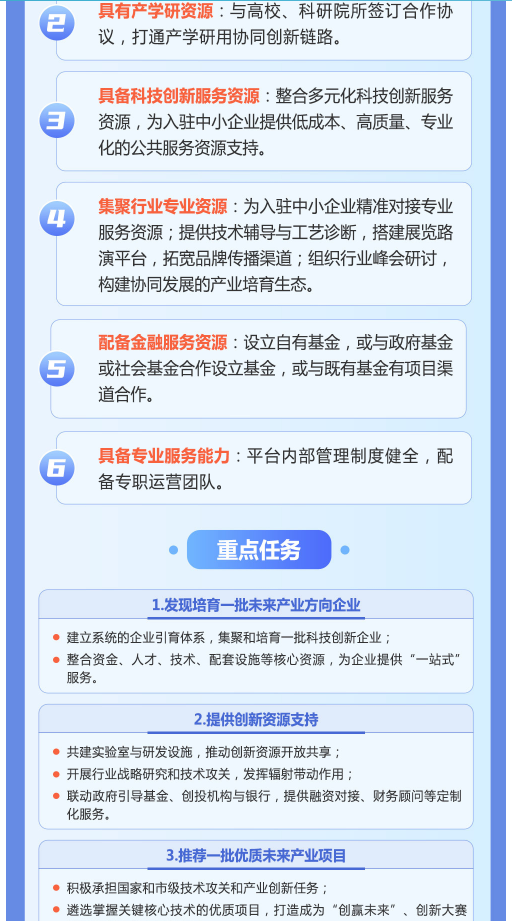 2
具有产学研资源：与高校、科研院所签订合作协
议，打通产学研用协同创新链路。
3
具备科技创新服务资源：整合多元化科技创新服务
资源，为入驻中小企业提供低成本、高质量、专业
化的公共服务资源支持。
4
集聚行业专业资源：为入驻中小企业精准对接专业
服务资源；提供技术辅导与工艺诊断，搭建展览路
演平台，拓宽品牌传播渠道；组织行业峰会研讨，
构建协同发展的产业培育生态。
5
配备金融服务资源：设立自有基金，或与政府基金
或社会基金合作设立基金，或与既有基金有项目渠
道合作。
6
具备专业服务能力：平台内部管理制度健全，配
备专职运营团队。
重点任务
1.发现培育一批未来产业方向企业
建立系统的企业引育体系，集聚和培育一批科技创新企业；
整合资金、人才、技术、配套设施等核心资源，为企业提供“一站式”
服务。
2.提供创新资源支持
共建实验室与研发设施，推动创新资源开放共享；
开展行业战略研究和技术攻关，发挥辐射带动作用；
联动政府引导基金、创投机构与银行，提供融资对接、财务顾问等定制
化服务。
3.推荐一批优质未来产业项目
积极承担国家和市级技术攻关和产业创新任务；
遴选掌握关键核心技术的优质项目，打造成为“创赢未来”、创新大赛